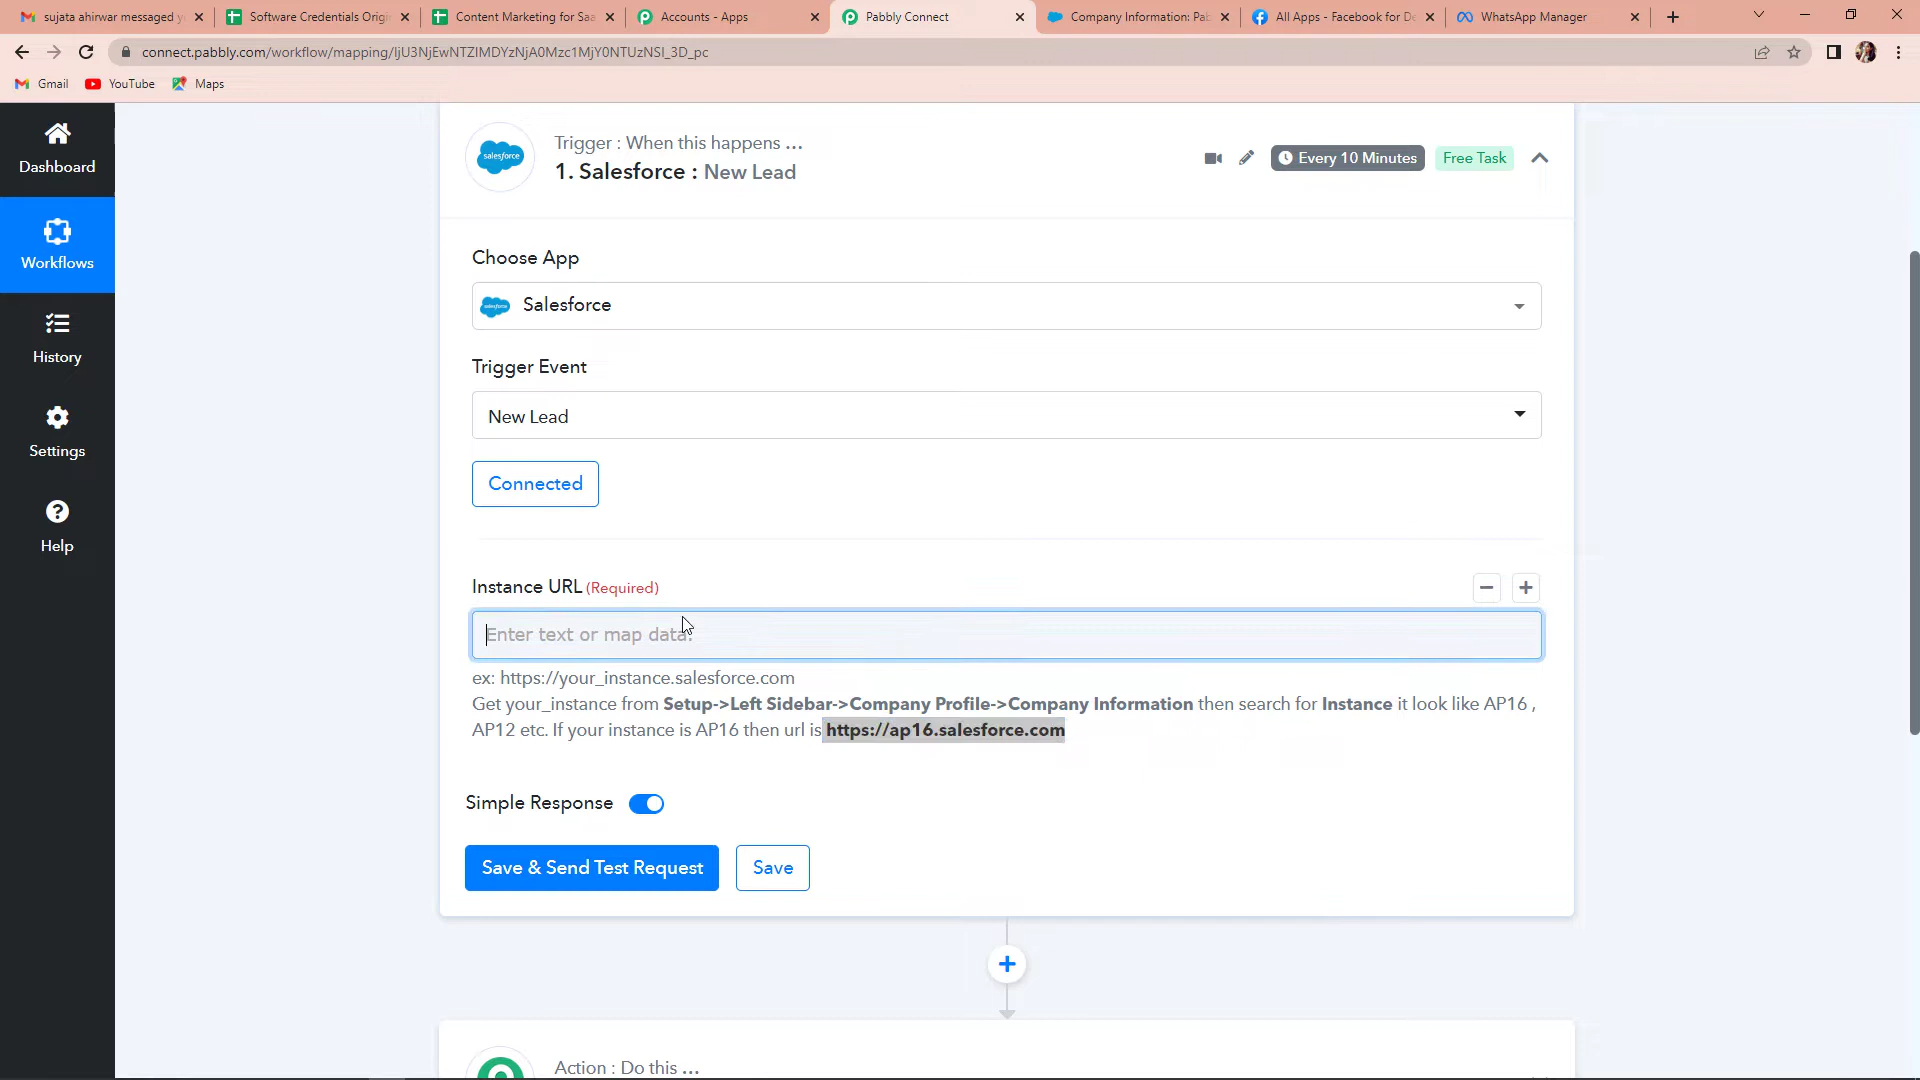 sujata ahirwar messaged y
Software Credentials Origi
Content Marketing for Saa
Accounts - Apps
Pabbly Connect
Company Information: Pab
All Apps - Facebook for De
WhatsApp Manager
connect.pabbly.com/workflow/mapping/IjU3NjEwNTZlMDYzNjA0Mzc1MjY0NTUzNSI_3D_pc
Gmail
YouTube
Maps
Dashboard
Workflows
History
Settings
Help
salesforce
Trigger : When this happens ...
1. Salesforce : New Lead
Every 10 Minutes
Free Task
Choose App
Salesforce
Trigger Event
New Lead
Connected
Instance URL (Required)
Enter text or map data.
ex: https://your_instance.salesforce.com
Get your_instance from Setup->Left Sidebar->Company Profile->Company Information then search for Instance it look like AP16 ,
AP12 etc. If your instance is AP16 then url is https://ap16.salesforce.com
Simple Response
Save & Send Test Request
Save
Action : Do this ...